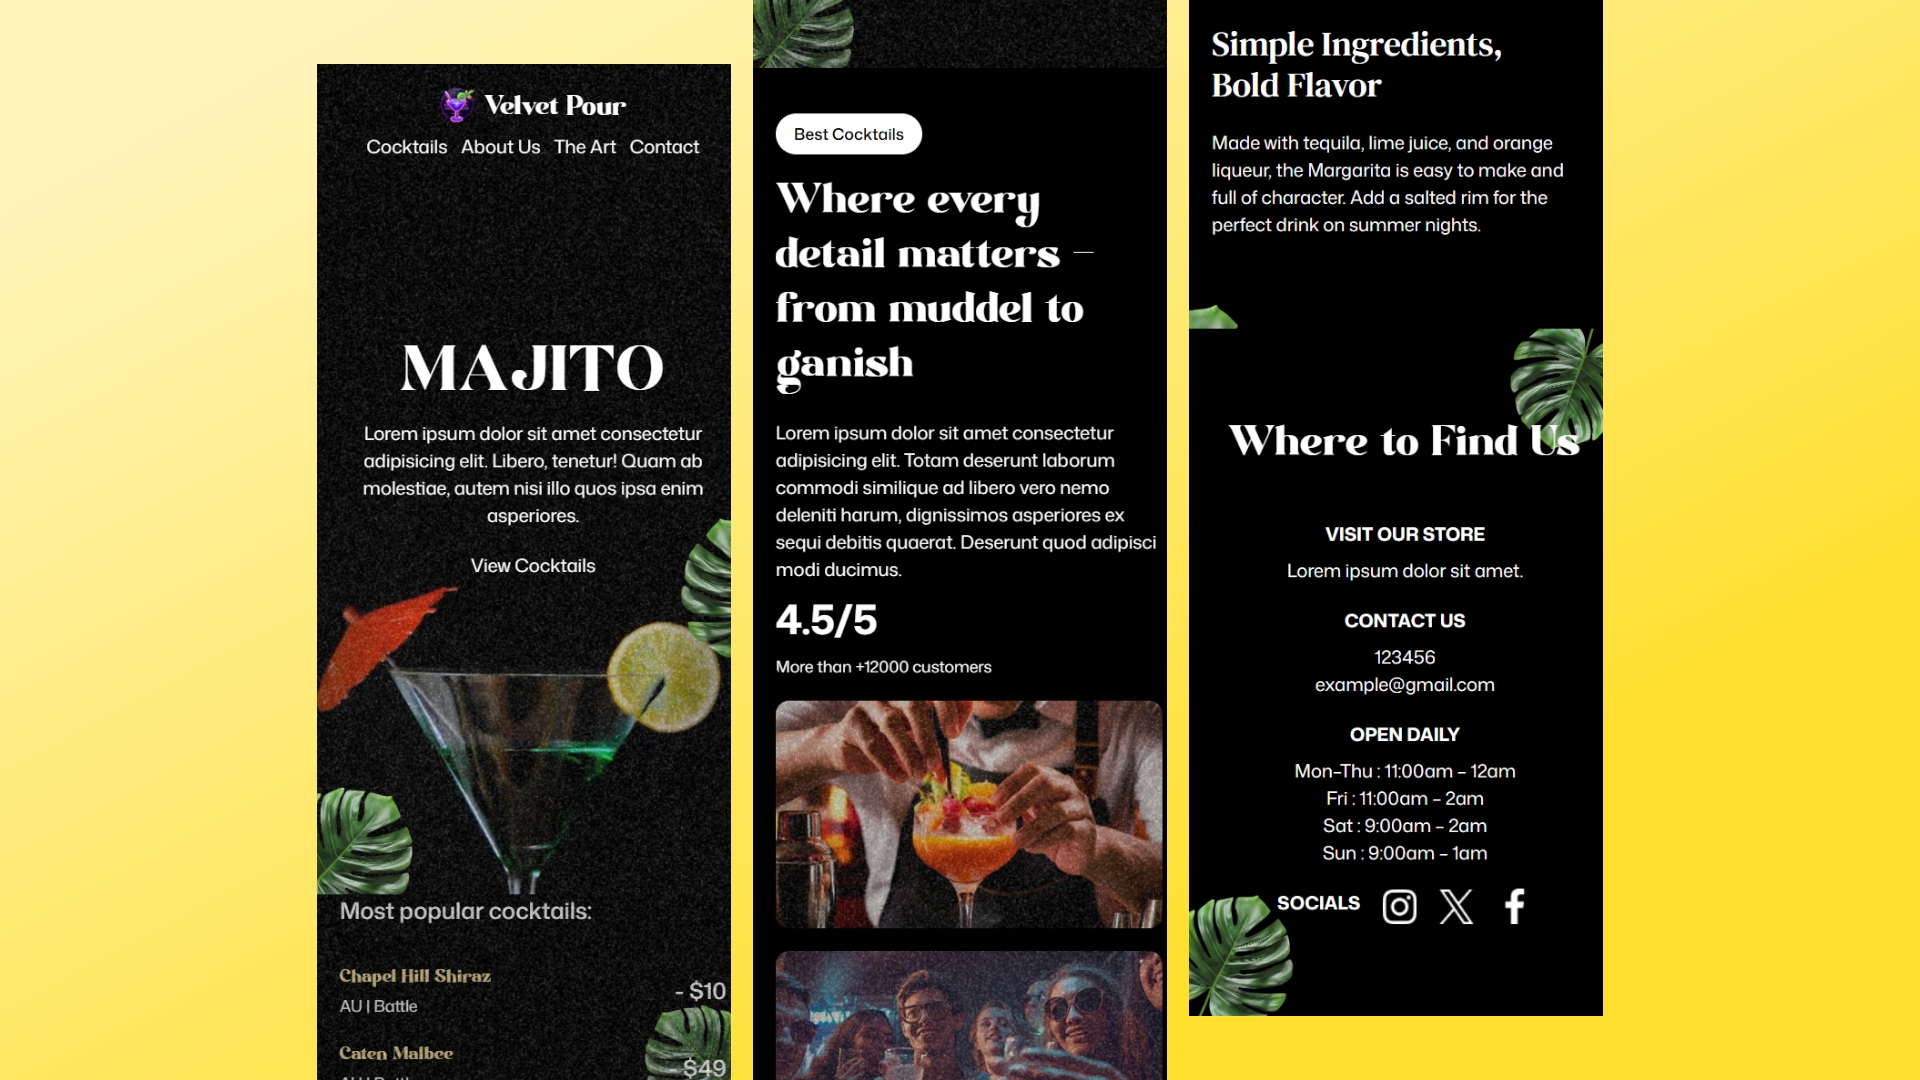 Velvet Pour
Cocktails About Us The Art Contact
MAJITO
Lorem ipsum dolor sit amet consectetur
adipisicing elit. Libero, tenetur! Quam ab
molestiae, autem nisi illo quos ipsa enim
asperiores.
View Cocktails
Most popular cocktails:
Chapel Hill Shiraz
AU | Battle
- $10
Caten Malbee
- $49
Best Cocktails
Where every
detail matters –
from muddel to
ganish
Lorem ipsum dolor sit amet consectetur
adipisicing elit. Totam deserunt laborum
commodi similique ad libero vero nemo
deleniti harum, dignissimos asperiores ex
sequi debitis quaerat. Deserunt quod adipisci
modi ducimus.
4.5/5
More than +12000 customers
Simple Ingredients,
Bold Flavor
Made with tequila, lime juice, and orange
liqueur, the Margarita is easy to make and
full of character. Add a salted rim for the
perfect drink on summer nights.
Where to Find Us
VISIT OUR STORE
Lorem ipsum dolor sit amet.
CONTACT US
123456
example@gmail.com
OPEN DAILY
Mon-Thu : 11:00am – 12am
Fri : 11:00am – 2am
Sat : 9:00am – 2am
Sun : 9:00am – 1am
SOCIALS